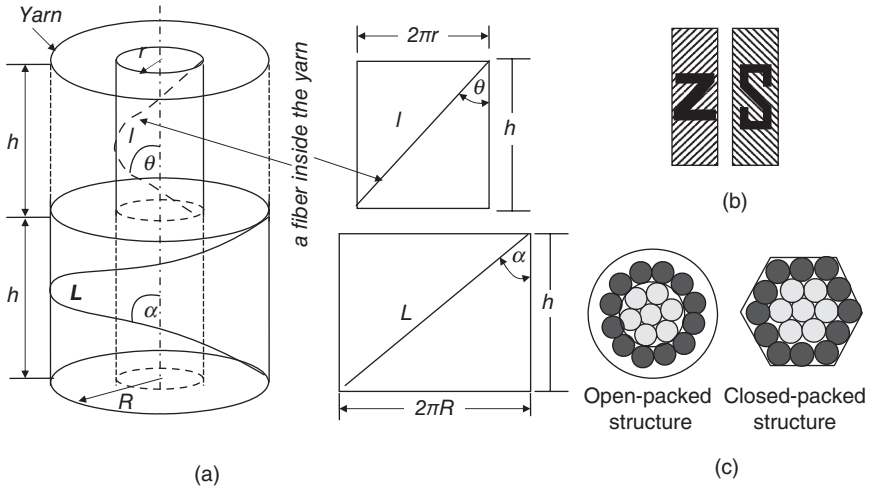 Yarn
r
h
l
θ
h
L
α
R
a fiber inside the yarn
2πr
θ
l
h
α
L
h
2πR
(a)
Z S
(b)
Open-packed Closed-packed
structure structure
(c)